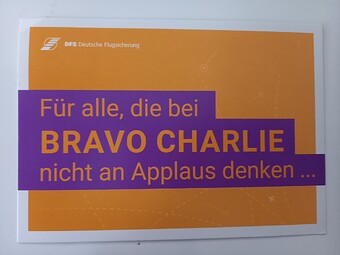 DFS Deutsche Flugsicherung
Für alle, die bei
BRAVO CHARLIE
nicht an Applaus denken ...